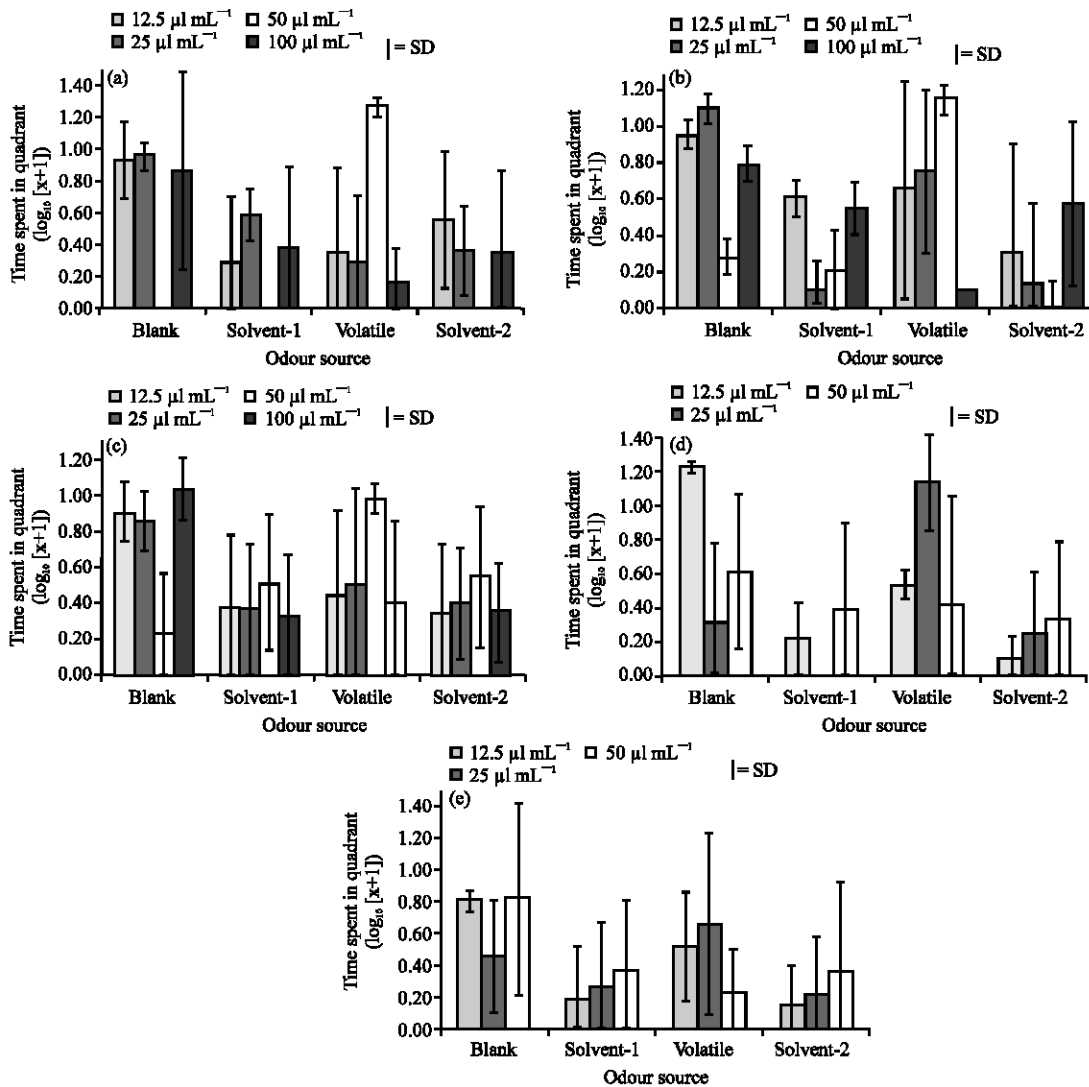 12.5 µl mL⁻¹ 50 µl mL⁻¹
25 µl mL⁻¹ 100 µl mL⁻¹
= SD
(a)
Time spent in quadrant
(log₁₀ [x+1])
1.40
1.20
1.00
0.80
0.60
0.40
0.20
0.00
Blank Solvent-1 Volatile Solvent-2
Odour source
12.5 µl mL⁻¹ 50 µl mL⁻¹
25 µl mL⁻¹ 100 µl mL⁻¹
= SD
(b)
Time spent in quadrant
(log₁₀ [x+1])
1.20
1.00
0.80
0.60
0.40
0.20
0.00
Blank Solvent-1 Volatile Solvent-2
Odour source
12.5 µl mL⁻¹ 50 µl mL⁻¹
25 µl mL⁻¹ 100 µl mL⁻¹
= SD
(c)
Time spent in quadrant
(log₁₀ [x+1])
1.20
1.00
0.80
0.60
0.40
0.20
0.00
Blank Solvent-1 Volatile Solvent-2
Odour source
12.5 µl mL⁻¹ 50 µl mL⁻¹
25 µl mL⁻¹
= SD
(d)
Time spent in quadrant
(log₁₀ [x+1])
1.40
1.20
1.00
0.80
0.60
0.40
0.20
0.00
Blank Solvent-1 Volatile Solvent-2
Odour source
12.5 µl mL⁻¹ 50 µl mL⁻¹
25 µl mL⁻¹
= SD
(e)
Time spent in quadrant
(log₁₀ [x+1])
1.40
1.20
1.00
0.80
0.60
0.40
0.20
0.00
Blank Solvent-1 Volatile Solvent-2
Odour source